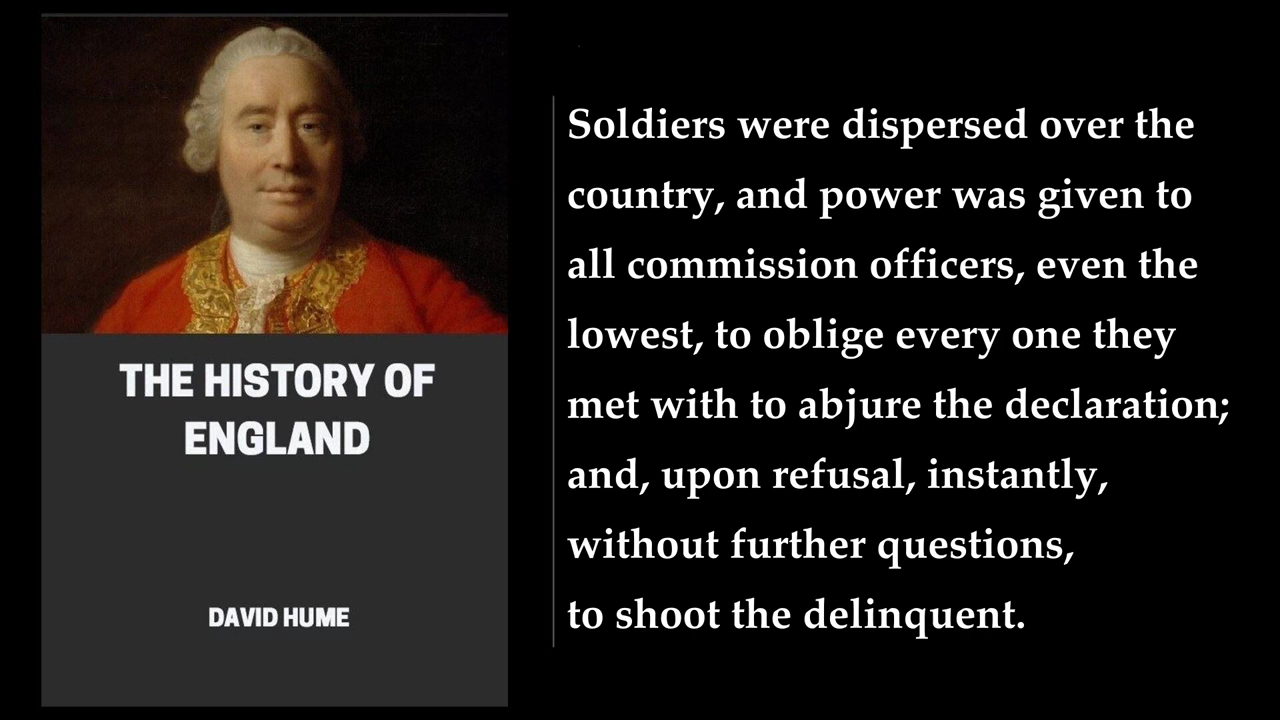 THE HISTORY OF
ENGLAND
DAVID HUME
Soldiers were dispersed over the
country, and power was given to
all commission officers, even the
lowest, to oblige every one they
met with to abjure the declaration;
and, upon refusal, instantly,
without further questions,
to shoot the delinquent.